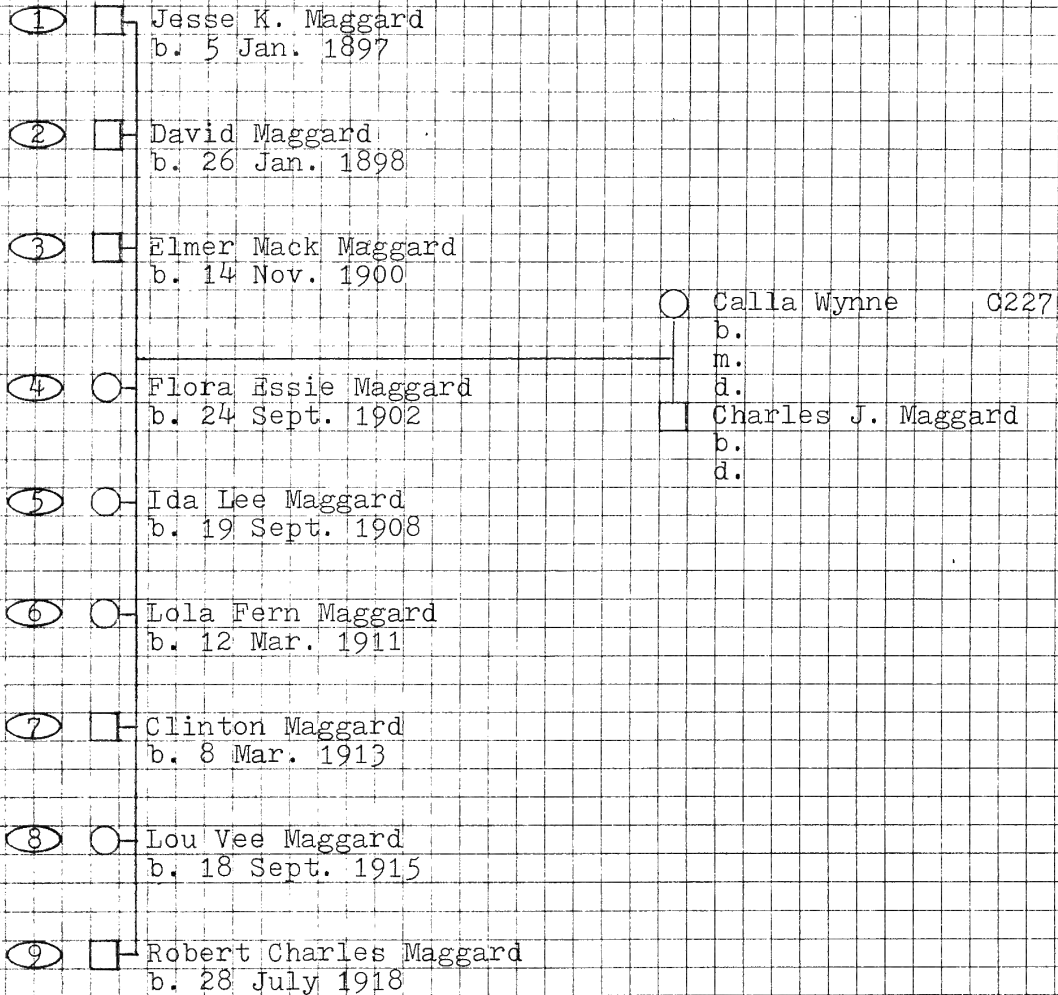 1 Jesse K. Maggard
b. 5 Jan. 1897
2 David Maggard
b. 26 Jan. 1898
3 Elmer Mack Maggard
b. 14 Nov. 1900
Calla Wynne C227
b.
m.
d.
Charles J. Maggard
b.
d.
4 Flora Essie Maggard
b. 24 Sept. 1902
5 Ida Lee Maggard
b. 19 Sept. 1908
6 Lola Fern Maggard
b. 12 Mar. 1911
7 Clinton Maggard
b. 8 Mar. 1913
8 Lou Vee Maggard
b. 18 Sept. 1915
9 Robert Charles Maggard
b. 28 July 1918